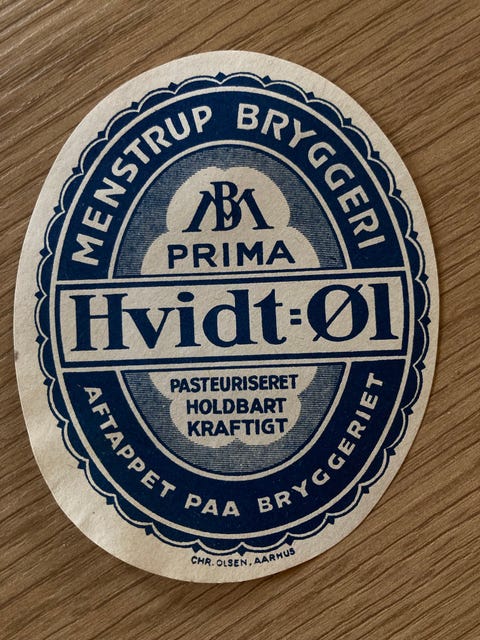 MENSTRUP BRYGGERI
MB
PRIMA
Hvidt=Øl
PASTEURISERET
HOLDBART
KRAFTIGT
AFTAPPET PAA BRYGGERIET
CHR. OLSEN, AARHUS